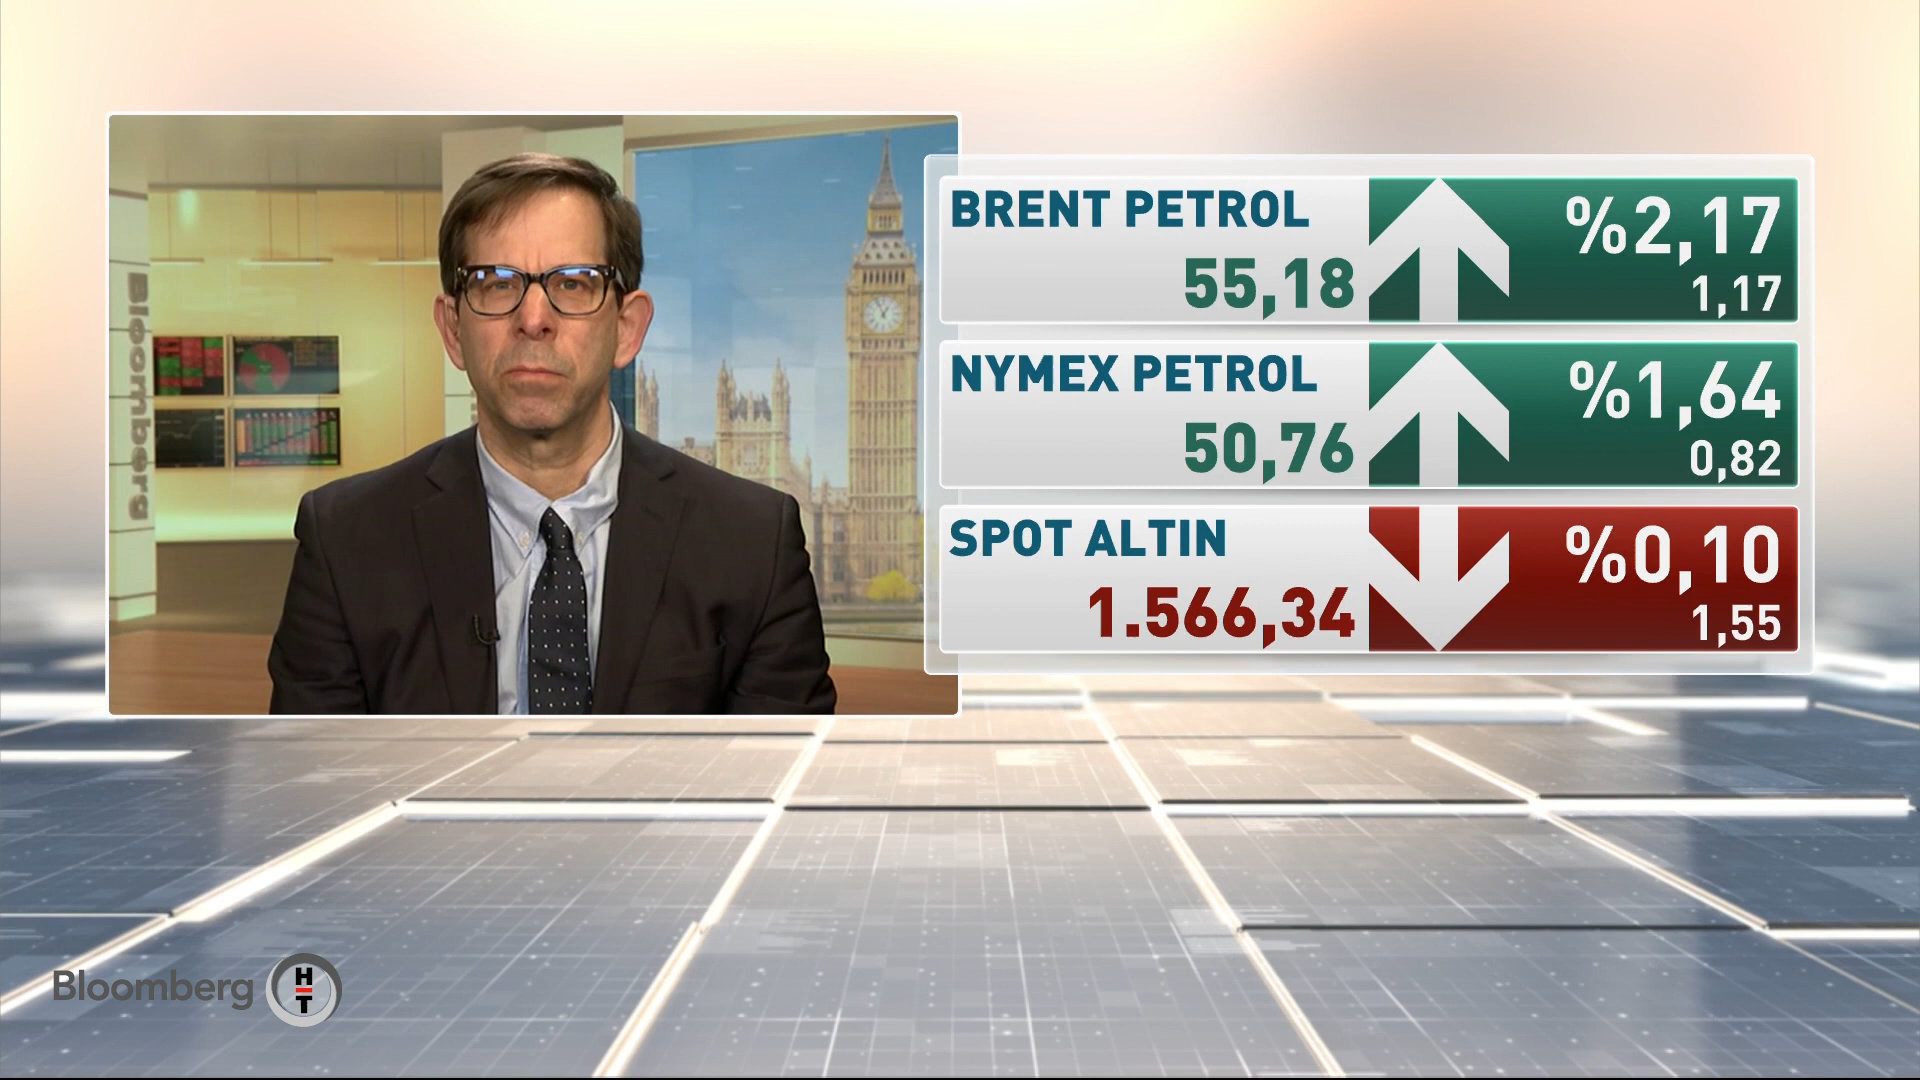 Bloomberg
BRENT PETROL
55,18
%2,17
1,17
NYMEX PETROL
50,76
%1,64
0,82
SPOT ALTIN
1.566,34
%0,10
1,55
Bloomberg HT